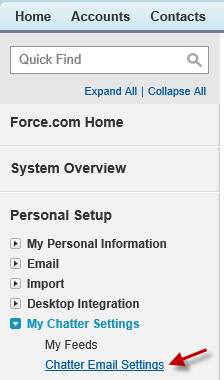 Home Accounts Contacts
Quick Find
Expand All | Collapse All
Force.com Home
System Overview
Personal Setup
My Personal Information
Email
Import
Desktop Integration
My Chatter Settings
My Feeds
Chatter Email Settings